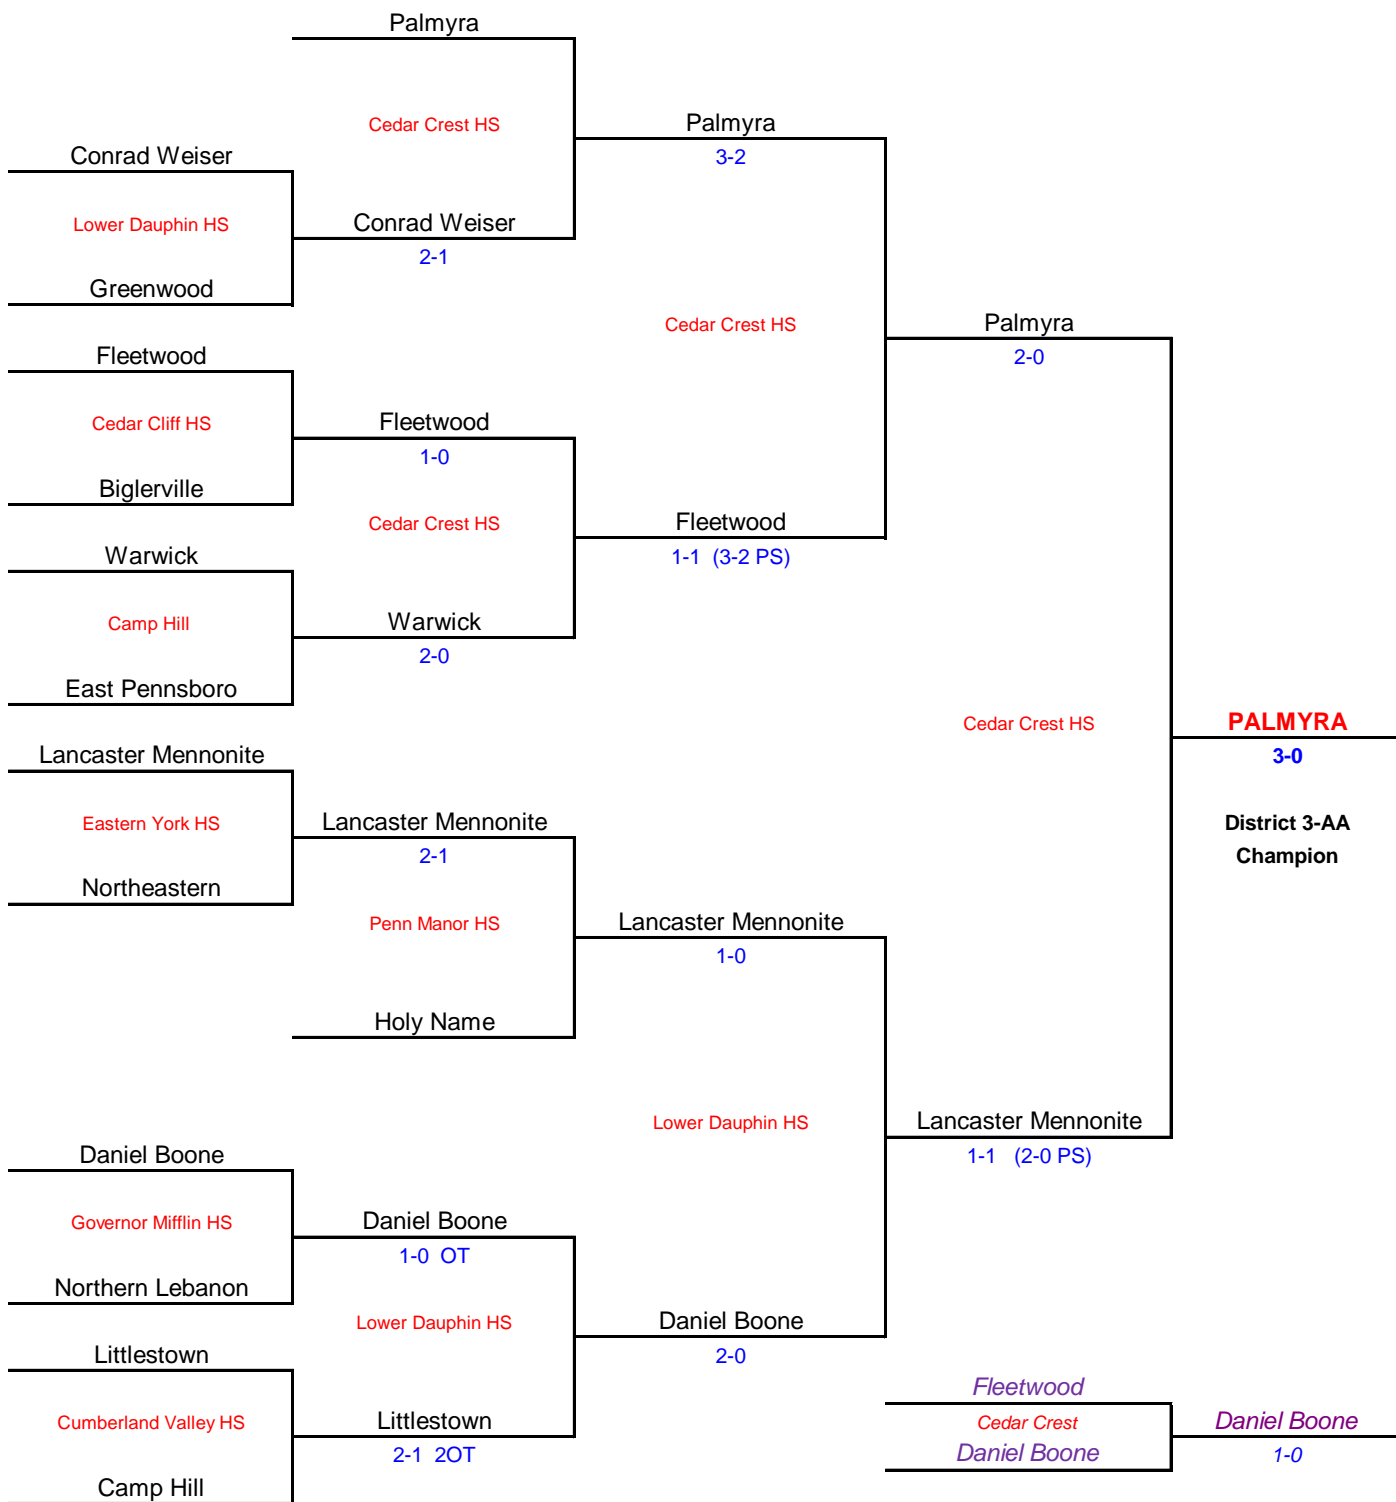 Palmyra
Cedar Crest HS
Palmyra
Conrad Weiser
3-2
Lower Dauphin HS
Conrad Weiser
2-1
Greenwood
Cedar Crest HS
Palmyra
Fleetwood
2-0
Cedar Cliff HS
Fleetwood
1-0
Biglerville
Cedar Crest HS
Fleetwood
Warwick
1-1 (3-2 PS)
Camp Hill
Warwick
2-0
East Pennsboro
Cedar Crest HS
PALMYRA
Lancaster Mennonite
3-0
Eastern York HS
Lancaster Mennonite
District 3-AA
2-1
Champion
Northeastern
Penn Manor HS
Lancaster Mennonite
1-0
Holy Name
Lower Dauphin HS
Lancaster Mennonite
Daniel Boone
1-1 (2-0 PS)
Governor Mifflin HS
Daniel Boone
1-0 OT
Northern Lebanon
Lower Dauphin HS
Daniel Boone
Littlestown
2-0
Fleetwood
Cumberland Valley HS
Littlestown
Cedar Crest
Daniel Boone
2-1 2OT
Daniel Boone
1-0
Camp Hill